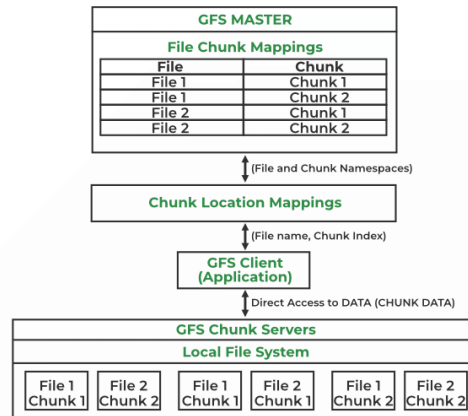 GFS MASTER
File Chunk Mappings
File Chunk
File 1 Chunk 1
File 1 Chunk 2
File 2 Chunk 1
File 2 Chunk 2
(File and Chunk Namespaces)
Chunk Location Mappings
(File name, Chunk Index)
GFS Client
(Application)
Direct Access to DATA (CHUNK DATA)
GFS Chunk Servers
Local File System
File 1 File 2 File 1 File 2 File 1 File 2
Chunk 1 Chunk 2 Chunk 1 Chunk 1 Chunk 2 Chunk 2